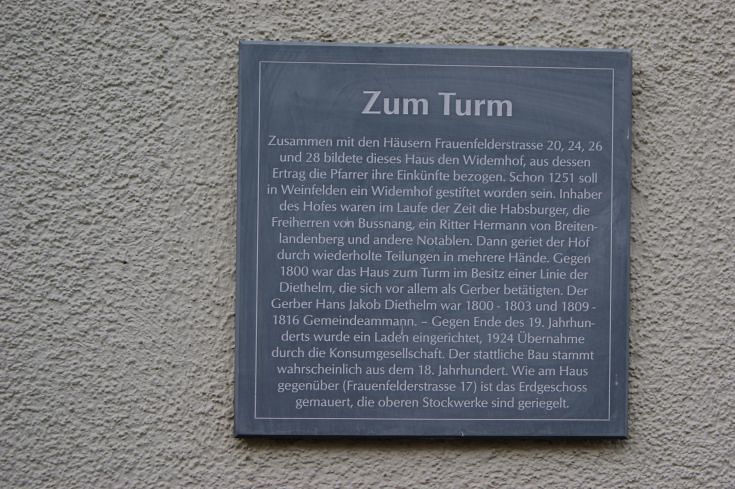 Zum Turm
Zusammen mit den Häusern Frauenfelderstrasse 20, 24, 26
und 28 bildete dieses Haus den Widemhof, aus dessen
Ertrag die Pfarrer ihre Einkünfte bezogen. Schon 1251 soll
in Weinfelden ein Widemhof gestiftet worden sein. Inhaber
des Hofes waren im Laufe der Zeit die Habsburger, die
Freiherren von Bussnang, ein Ritter Hermann von Breiten-
landenberg und andere Notablen. Dann geriet der Hof
durch wiederholte Teilungen in mehrere Hände. Gegen
1800 war das Haus zum Turm im Besitz einer Linie der
Diethelm, die sich vor allem als Gerber betätigten. Der
Gerber Hans Jakob Diethelm war 1800 - 1803 und 1809 -
1816 Gemeindeammann. – Gegen Ende des 19. Jahrhun-
derts wurde ein Laden eingerichtet, 1924 Übernahme
durch die Konsumgesellschaft. Der stattliche Bau stammt
wahrscheinlich aus dem 18. Jahrhundert. Wie am Haus
gegenüber (Frauenfelderstrasse 17) ist das Erdgeschoss
gemauert, die oberen Stockwerke sind geriegelt.